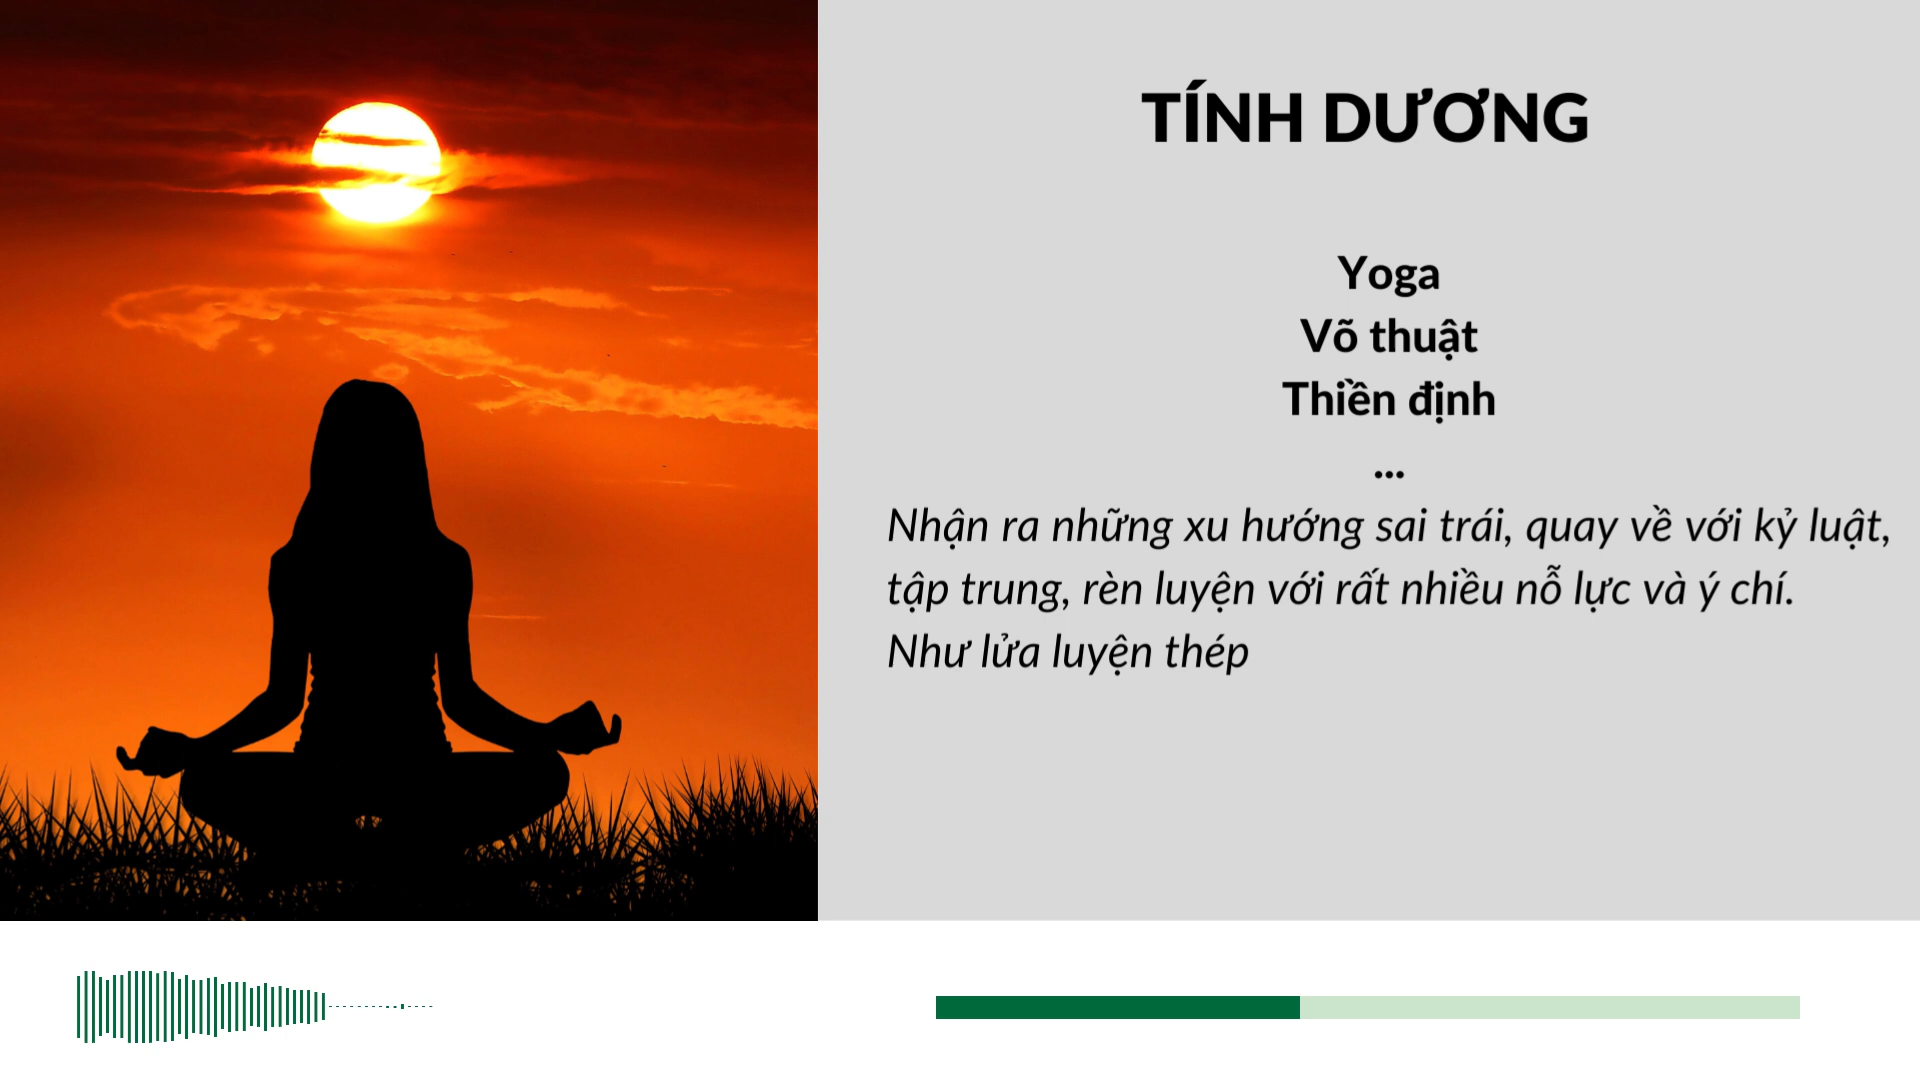 TÍNH DƯƠNG
Yoga
Võ thuật
Thiền định
...
Nhận ra những xu hướng sai trái, quay về với kỷ luật,
tập trung, rèn luyện với rất nhiều nỗ lực và ý chí.
Như lửa luyện thép